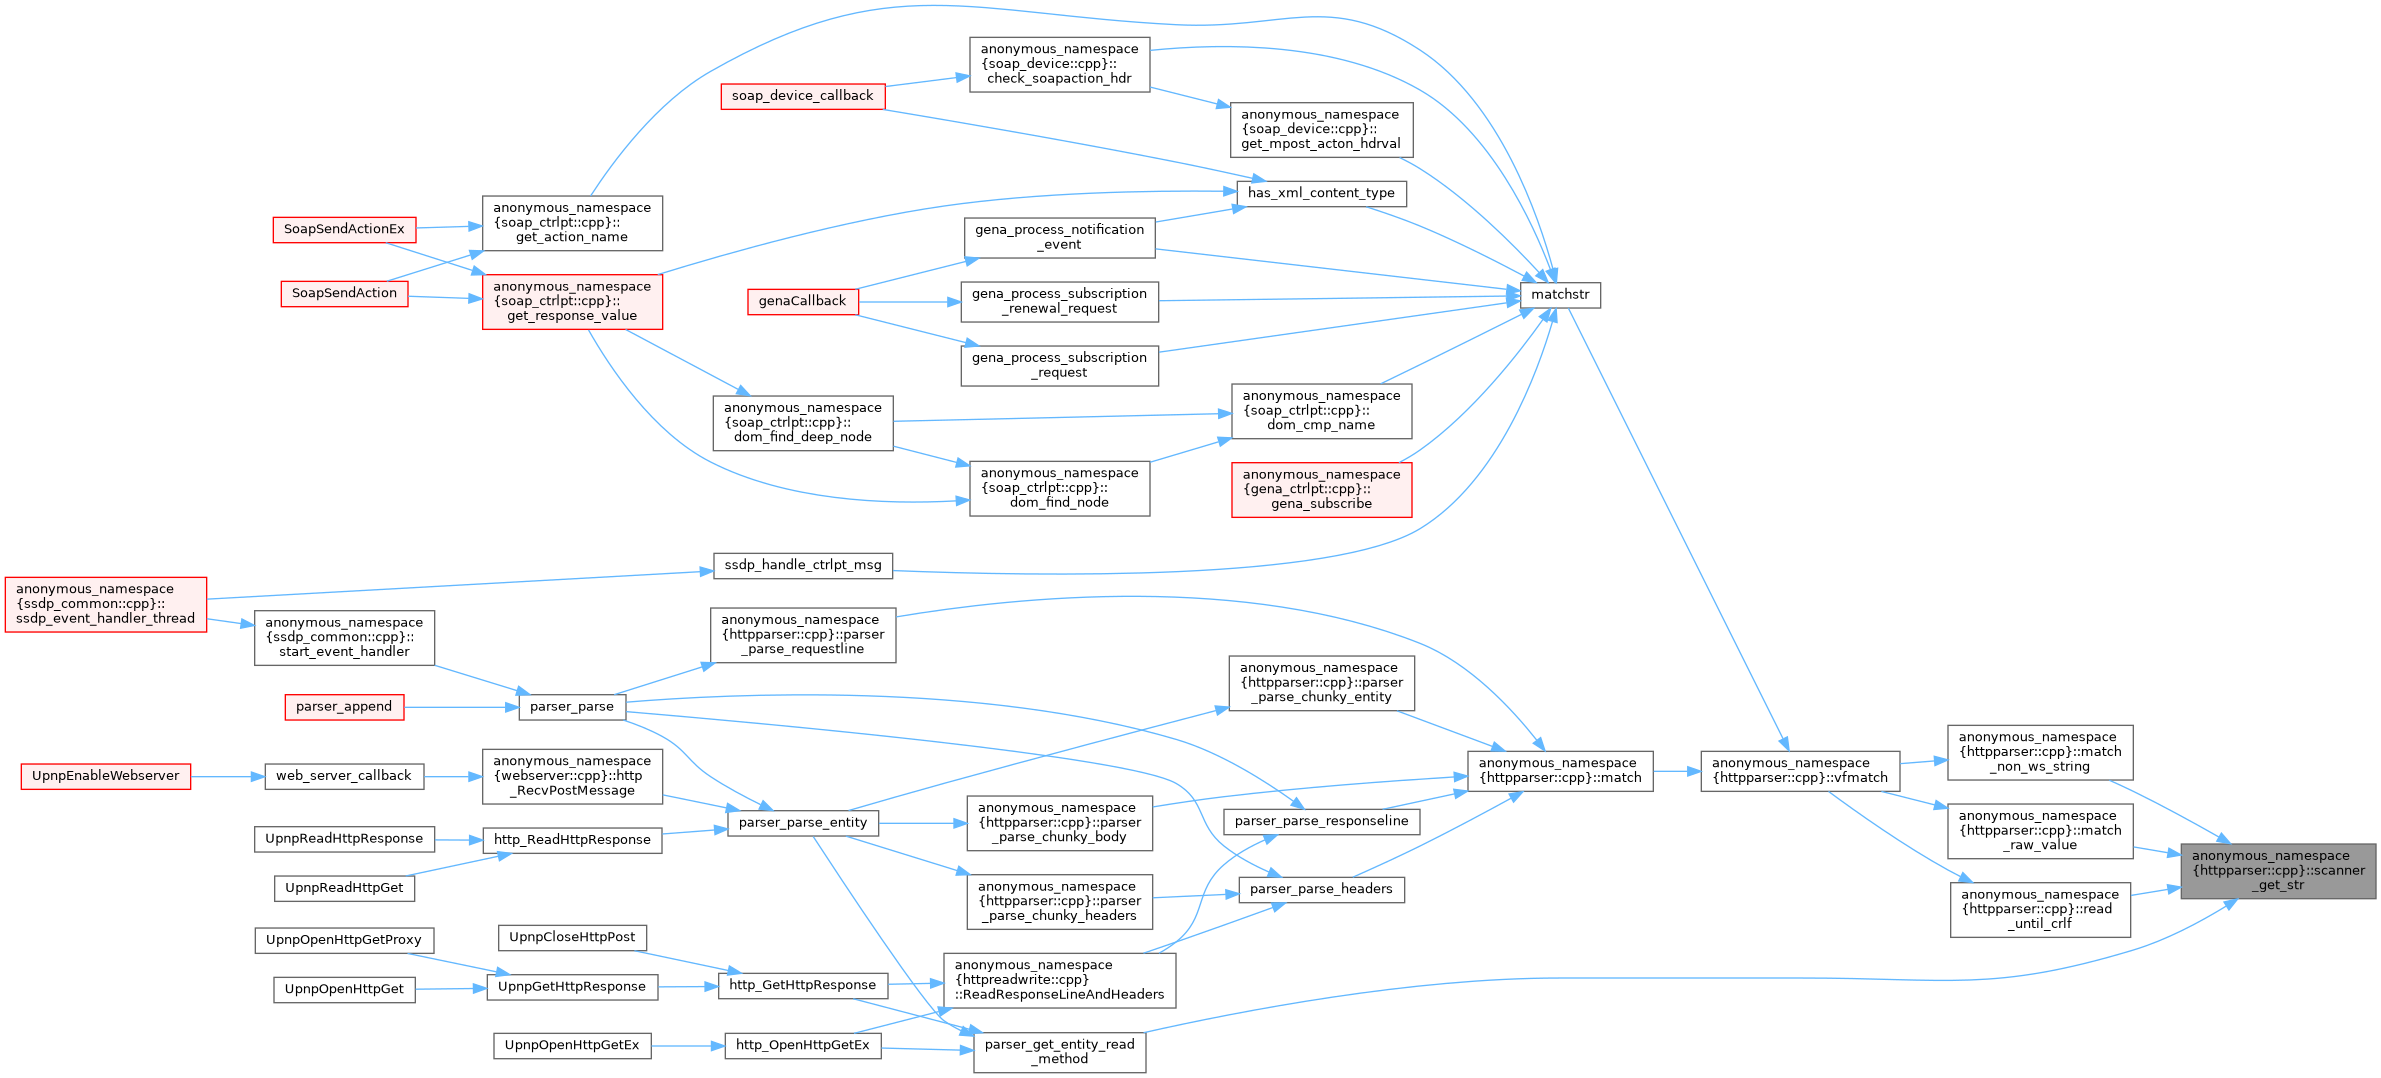 anonymous_namespace
{soap_device::cpp}::
check_soapaction_hdr
soap_device_callback
anonymous_namespace
{soap_device::cpp}::
get_mpost_acton_hdrval
has_xml_content_type
anonymous_namespace
{soap_ctrlpt::cpp}::
get_action_name
SoapSendActionEx
gena_process_notification
_event
SoapSendAction
anonymous_namespace
{soap_ctrlpt::cpp}::
get_response_value
genaCallback
gena_process_subscription
_renewal_request
matchstr
gena_process_subscription
_request
anonymous_namespace
{soap_ctrlpt::cpp}::
dom_find_deep_node
anonymous_namespace
{soap_ctrlpt::cpp}::
dom_cmp_name
anonymous_namespace
{soap_ctrlpt::cpp}::
dom_find_node
anonymous_namespace
{gena_ctrlpt::cpp}::
gena_subscribe
ssdp_handle_ctrlpt_msg
anonymous_namespace
{ssdp_common::cpp}::
ssdp_event_handler_thread
anonymous_namespace
{ssdp_common::cpp}::
start_event_handler
anonymous_namespace
{httpparser::cpp}::parser
_parse_requestline
anonymous_namespace
{httpparser::cpp}::parser
_parse_chunky_entity
parser_append
parser_parse
anonymous_namespace
{httpparser::cpp}::match
_non_ws_string
UpnpEnableWebserver
web_server_callback
anonymous_namespace
{webserver::cpp}::http
_RecvPostMessage
anonymous_namespace
{httpparser::cpp}::match
anonymous_namespace
{httpparser::cpp}::vfmatch
parser_parse_entity
anonymous_namespace
{httpparser::cpp}::parser
_parse_chunky_body
parser_parse_responseline
anonymous_namespace
{httpparser::cpp}::match
_raw_value
UpnpReadHttpResponse
http_ReadHttpResponse
anonymous_namespace
{httpparser::cpp}::scanner
_get_str
UpnpReadHttpGet
anonymous_namespace
{httpparser::cpp}::parser
_parse_chunky_headers
parser_parse_headers
anonymous_namespace
{httpparser::cpp}::read
_until_crlf
UpnpOpenHttpGetProxy
UpnpCloseHttpPost
UpnpOpenHttpGet
UpnpGetHttpResponse
http_GetHttpResponse
anonymous_namespace
{httpreadwrite::cpp}
::ReadResponseLineAndHeaders
UpnpOpenHttpGetEx
http_OpenHttpGetEx
parser_get_entity_read
_method